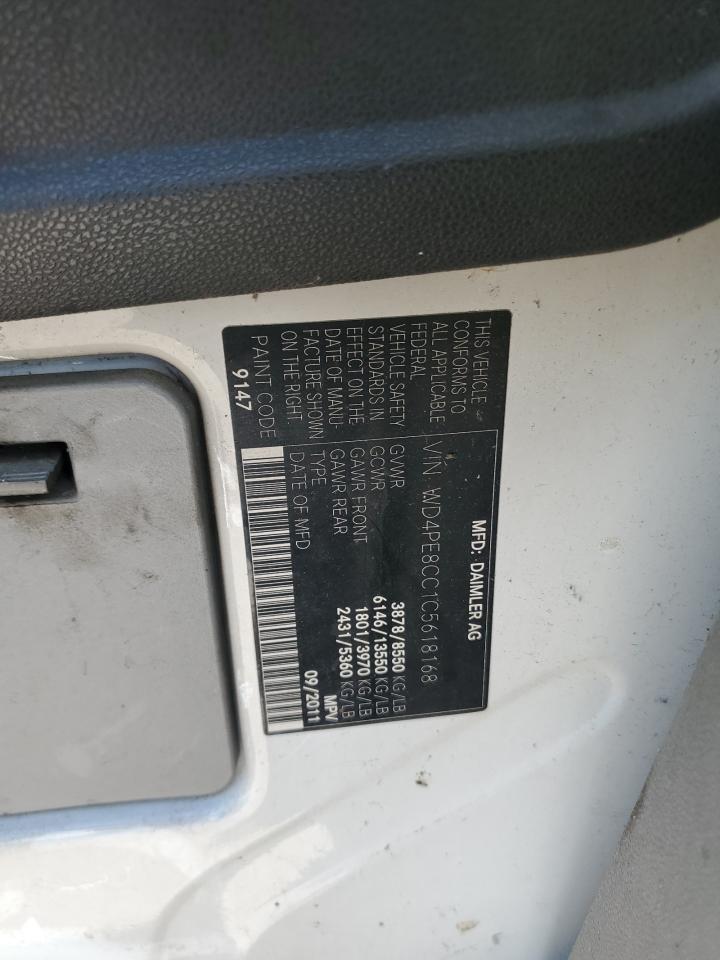 MFD: DAIMLER AG
THIS VEHICLE
CONFORMS TO
ALL APPLICABLE
FEDERAL
VEHICLE SAFETY
STANDARDS IN
EFFECT ON THE
DATE OF MANU-
FACTURE SHOWN
ON THE RIGHT
PAINT CODE
9147
VIN WD4PE8CC1C5618168
GVWR 3878/8550 KG/LB
GCWR 6146/13550 KG/LB
GAWR FRONT 1801/3970 KG/LB
GAWR REAR 2431/5360 KG/LB
TYPE MPV
DATE OF MFD 09/2011